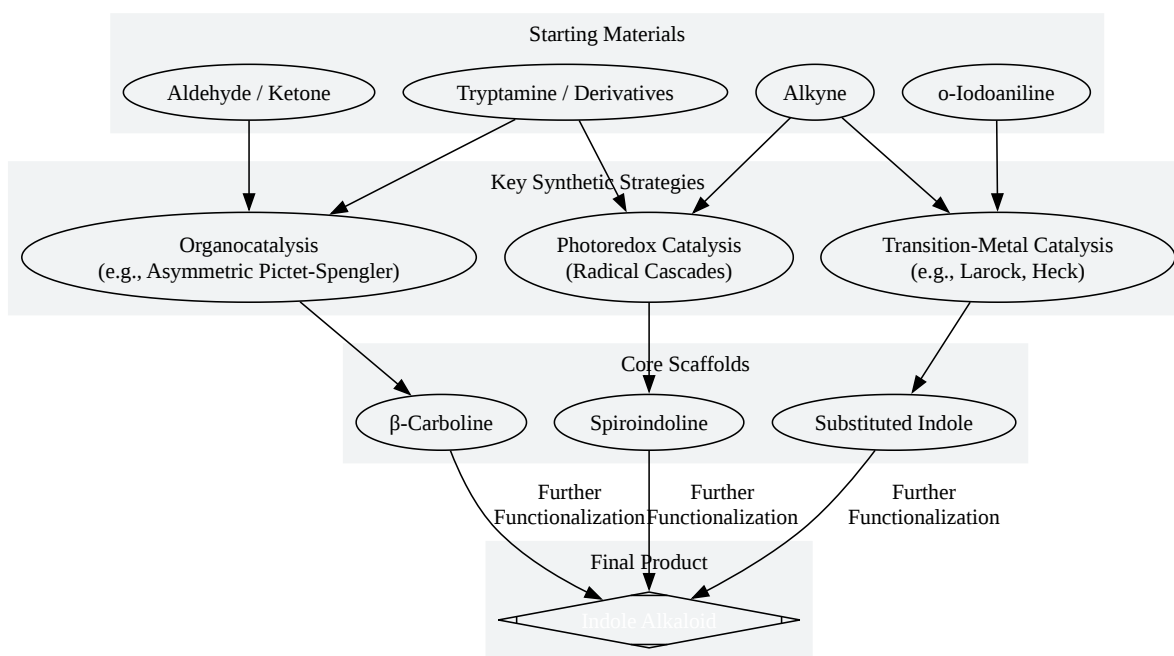 Starting Materials
Aldehyde / Ketone
Tryptamine / Derivatives
Alkyne
o-Iodoaniline
Key Synthetic Strategies
Organocatalysis
(e.g., Asymmetric Pictet-Spengler)
Photoredox Catalysis
(Radical Cascades)
Transition-Metal Catalysis
(e.g., Larock, Heck)
Core Scaffolds
β-Carboline
Spiroindoline
Substituted Indole
Further
Functionalization
Further
Functionalization
Further
Functionalization
Final Product
Indole Alkaloid